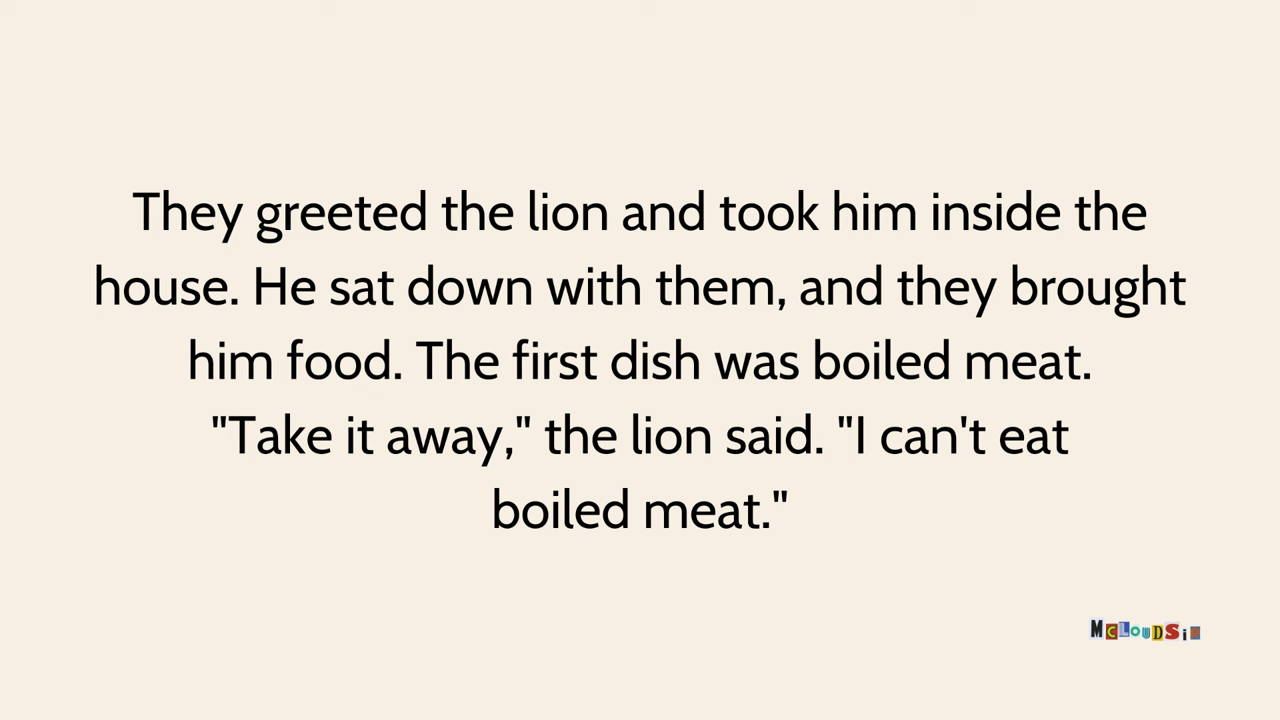 They greeted the lion and took him inside the
house. He sat down with them, and they brought
him food. The first dish was boiled meat.
"Take it away," the lion said. "I can't eat
boiled meat."